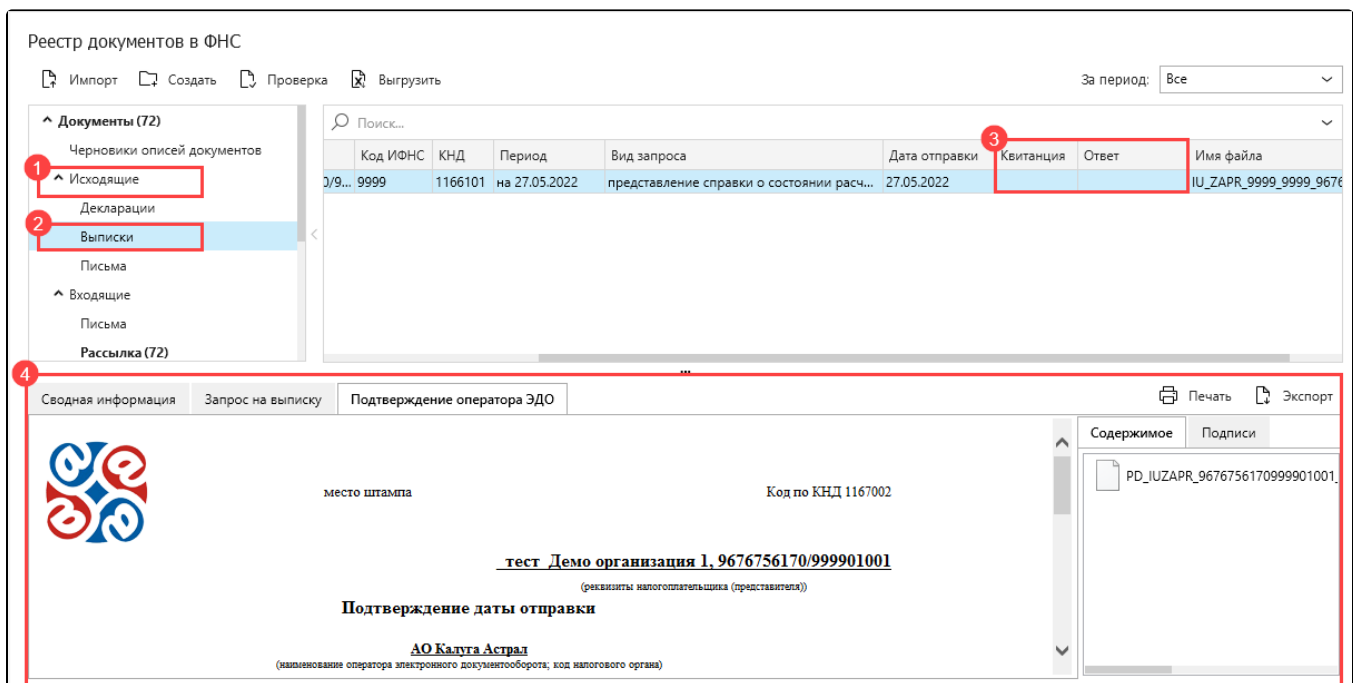 Реестр документов в ФНС
Импорт Создать Проверка Выгрузить За период: Все
Документы (72)
Поиск...
Черновики описей документов
3
Код ИФНС КНД Период Вид запроса Дата отправки Квитанция Ответ Имя файла
1
Исходящие
0/9... 9999 1166101 на 27.05.2022 представление справки о состоянии расч... 27.05.2022 IU_ZAPR_9999_9999_9676
Декларации
2
Выписки
Письма
Входящие
Письма
Рассылка (72)
4
Сводная информация Запрос на выписку Подтверждение оператора ЭДО Печать Экспорт
Содержимое Подписи
PD_IUZAPR_9676756170999901001_
место штампа Код по КНД 1167002
тест Демо организация 1, 9676756170/999901001
(реквизиты налогоплательщика (представителя))
Подтверждение даты отправки
АО Калуга Астрал
(наименование оператора электронного документооборота; код налогового органа)